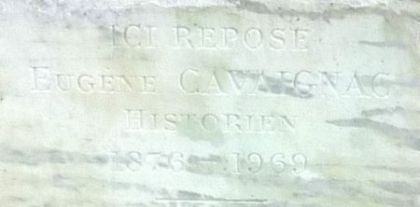 ICI REPOSE
EUGÈNE CAVAIGNAC
HISTORIEN
1876 – 1969